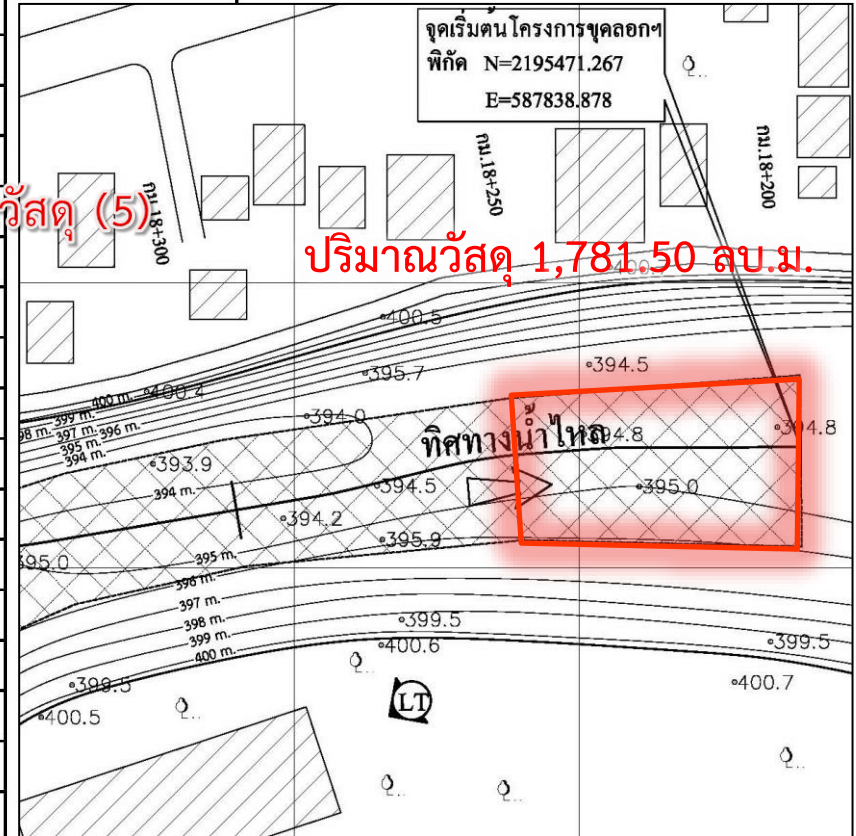 จุดเริ่มต้นโครงการขุดลอกฯ
พิกัด N=2195471.267
E=587838.878
กม.18+300
กม.18+250
กม.18+200
วัสดุ (5)
ปริมาณวัสดุ 1,781.50 ลบ.ม.
400.5
395.7
394.5
400.4
400 m.
399 m.
98 m.
397 m.
396 m.
395 m.
394 m.
394.0
ทิศทางน้ำไหล
394.8
394.8
393.9
394 m.
394.5
395.0
394.2
395.9
395.0
395 m.
396 m.
397 m.
398 m.
399 m.
400 m.
399.5
400.6
399.5
399.5
400.7
400.5
LT